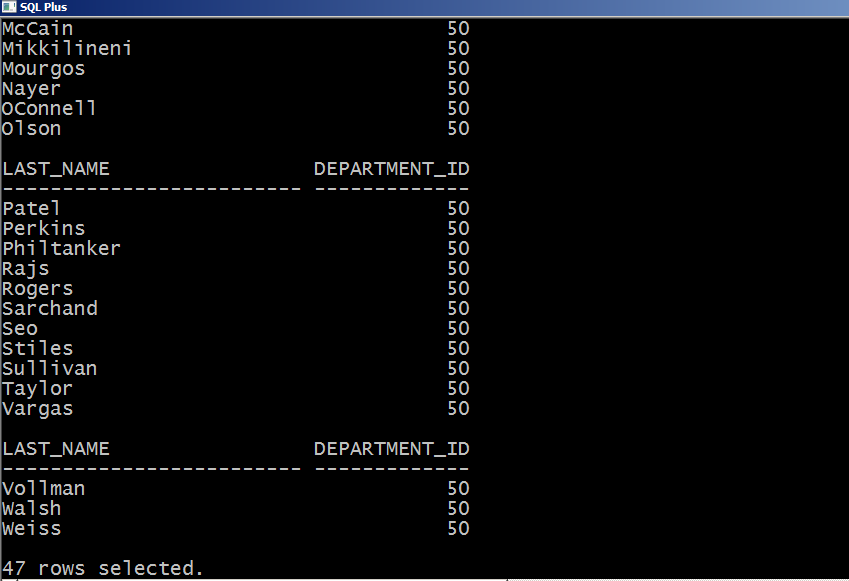 SQL Plus
McCain 50
Mikkilineni 50
Mourgos 50
Nayer 50
OConnell 50
Olson 50
LAST_NAME DEPARTMENT_ID
------------------------- -------------
Patel 50
Perkins 50
Philtanker 50
Rajs 50
Rogers 50
Sarchand 50
Seo 50
Stiles 50
Sullivan 50
Taylor 50
Vargas 50
LAST_NAME DEPARTMENT_ID
------------------------- -------------
Vollman 50
Walsh 50
Weiss 50
47 rows selected.